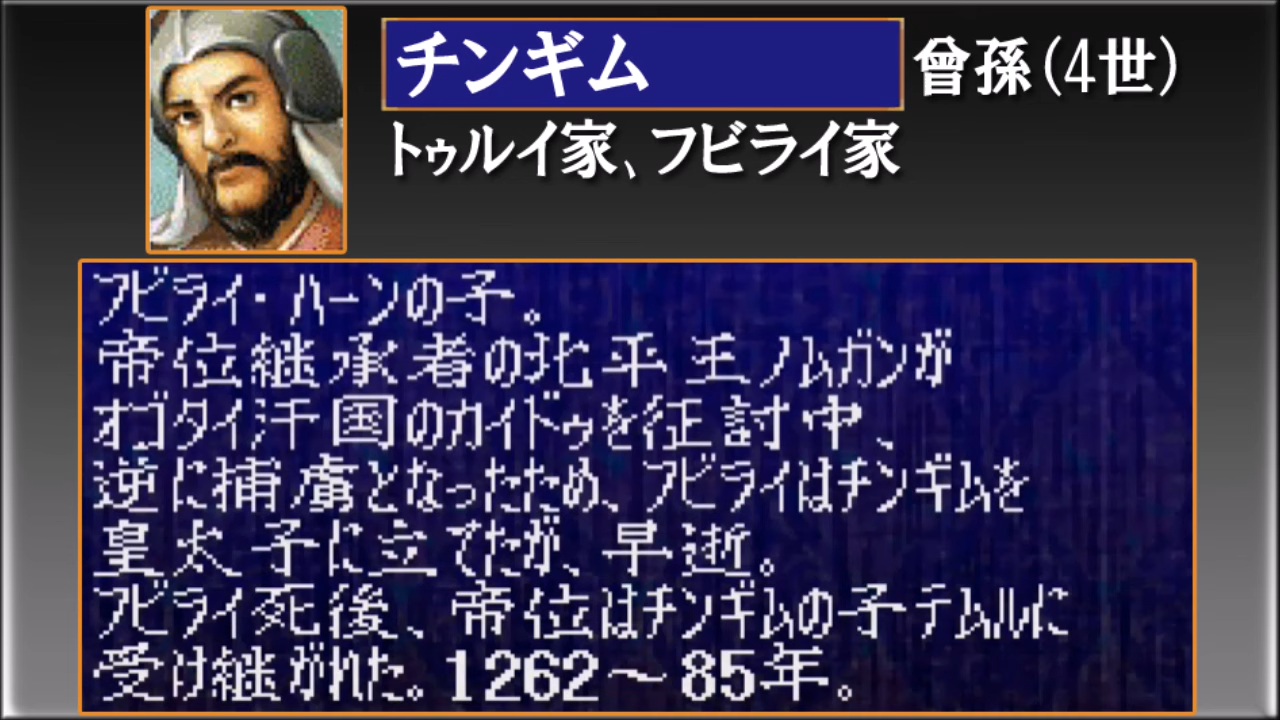 チンギム
曾孫(4世)
トゥルイ家、フビライ家
フビライ・ハーンの子。
帝位継承者の北平王ノムガンが
オゴタイ汗国のカイドゥを征討中、
逆に捕虜となったため、フビライはチンギムを
皇太子に立てたが、早逝。
フビライ死後、帝位はチンギムの子テムルに
受け継がれた。1262～85年。